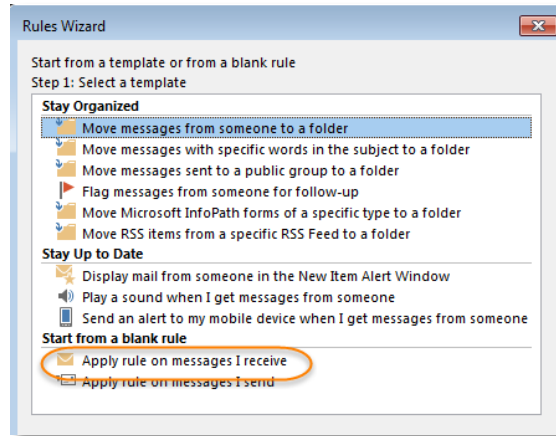 Rules Wizard
Start from a template or from a blank rule
Step 1: Select a template
Stay Organized
Move messages from someone to a folder
Move messages with specific words in the subject to a folder
Move messages sent to a public group to a folder
Flag messages from someone for follow-up
Move Microsoft InfoPath forms of a specific type to a folder
Move RSS items from a specific RSS Feed to a folder
Stay Up to Date
Display mail from someone in the New Item Alert Window
Play a sound when I get messages from someone
Send an alert to my mobile device when I get messages from someone
Start from a blank rule
Apply rule on messages I receive
Apply rule on messages I send